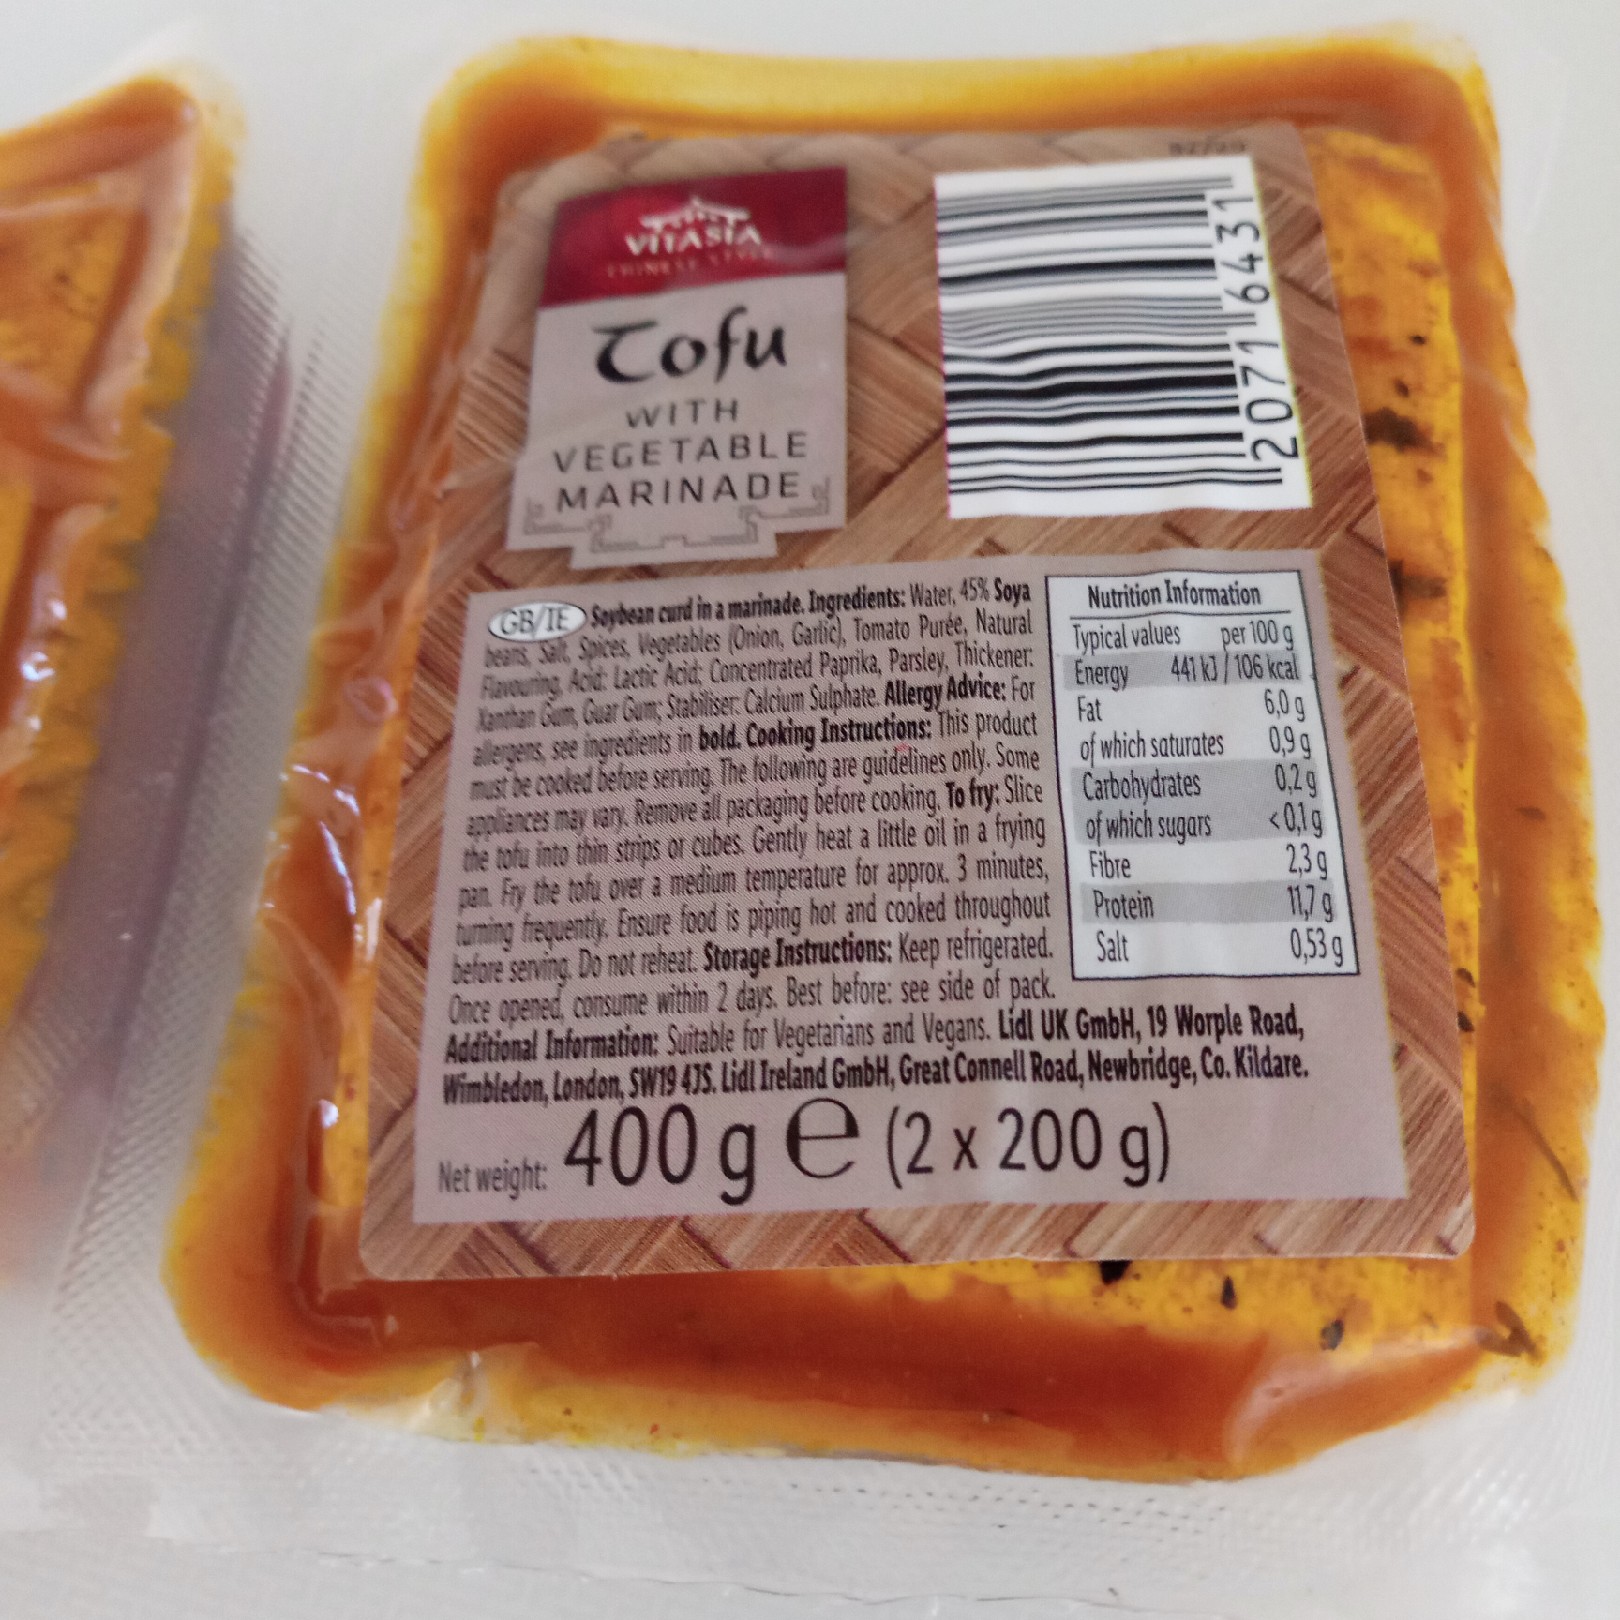 VITASIA
CHINESE STYLE
Tofu
WITH
VEGETABLE
MARINADE
20716431
GB/IE Soybean curd in a marinade. Ingredients: Water, 45% Soya
beans, Salt, Spices, Vegetables (Onion, Garlic), Tomato Purée, Natural
Flavouring, Acid: Lactic Acid; Concentrated Paprika, Parsley, Thickener:
Xanthan Gum, Guar Gum; Stabiliser: Calcium Sulphate. Allergy Advice: For
allergens, see ingredients in bold. Cooking Instructions: This product
must be cooked before serving. The following are guidelines only. Some
appliances may vary. Remove all packaging before cooking. To fry: Slice
the tofu into thin strips or cubes. Gently heat a little oil in a frying
pan. Fry the tofu over a medium temperature for approx. 3 minutes,
turning frequently. Ensure food is piping hot and cooked throughout
before serving. Do not reheat. Storage Instructions: Keep refrigerated.
Once opened, consume within 2 days. Best before: see side of pack.
Additional Information: Suitable for Vegetarians and Vegans. Lidl UK GmbH, 19 Worple Road,
Wimbledon, London, SW19 4JS. Lidl Ireland GmbH, Great Connell Road, Newbridge, Co. Kildare.
Nutrition Information
Typical values per 100 g
Energy 441 kJ / 106 kcal
Fat 6,0 g
of which saturates 0,9 g
Carbohydrates 0,2 g
of which sugars <0,1 g
Fibre 2,3 g
Protein 11,7 g
Salt 0,53 g
Net weight: 400 g e (2 x 200 g)